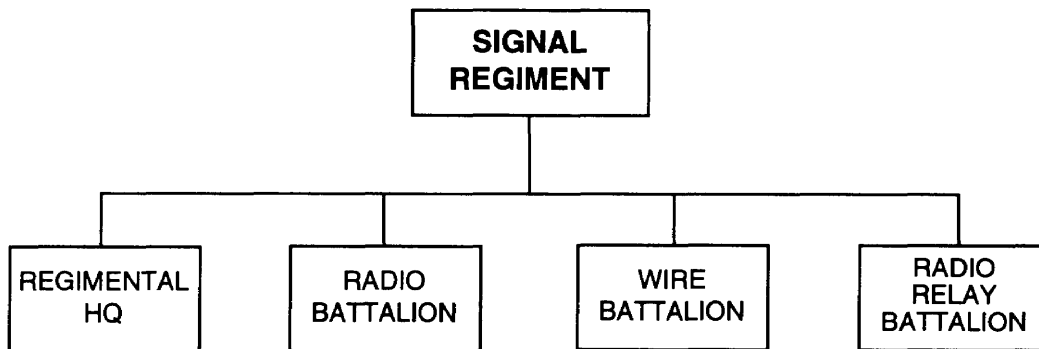 SIGNAL
REGIMENT
REGIMENTAL
HQ
RADIO
BATTALION
WIRE
BATTALION
RADIO
RELAY
BATTALION